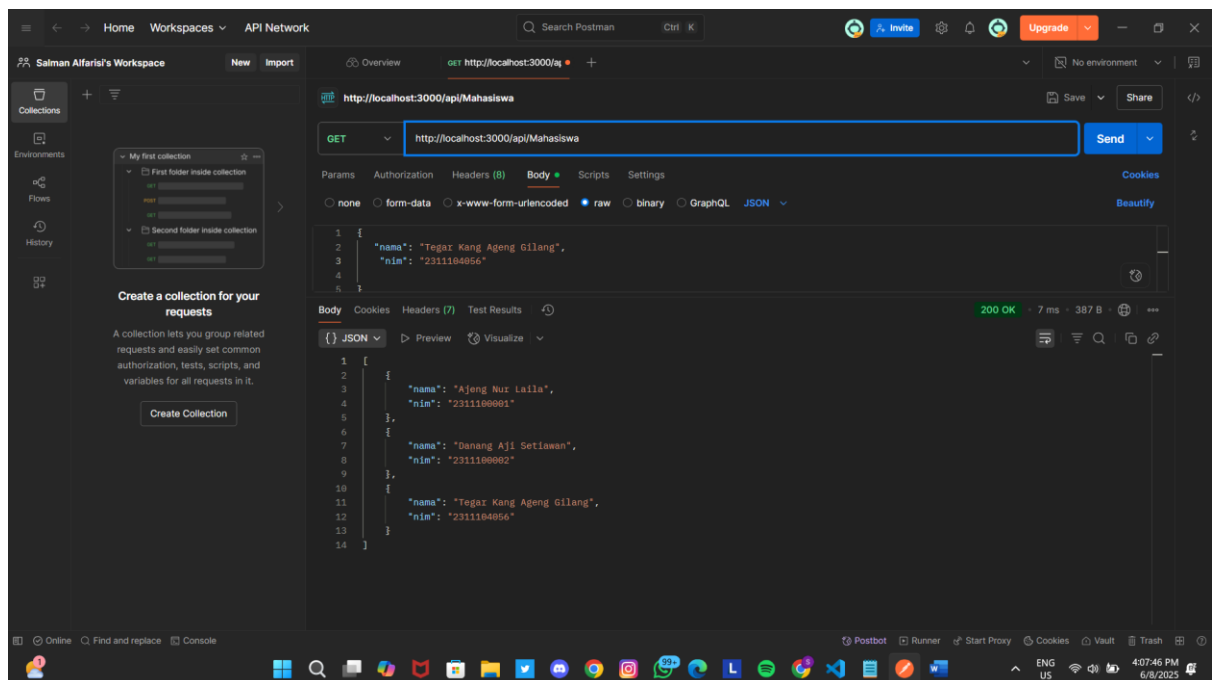 Home Workspaces API Network Search Postman Ctrl K Invite Upgrade
Salman Alfarisi's Workspace New Import Overview GET http://localhost:3000/ap No environment
Collections
Environments
Flows
History
My first collection
First folder inside collection
GET
POST
GET
Second folder inside collection
GET
GET
Create a collection for your
requests
A collection lets you group related
requests and easily set common
authorization, tests, scripts, and
variables for all requests in it.
Create Collection
HTTP http://localhost:3000/api/Mahasiswa Save Share
GET http://localhost:3000/api/Mahasiswa Send
Params Authorization Headers (8) Body Scripts Settings Cookies
none form-data x-www-form-urlencoded raw binary GraphQL JSON Beautify
1 {
2 "nama": "Tegar Kang Ageng Gilang",
3 "nim": "2311104056"
4
5 }
Body Cookies Headers (7) Test Results 200 OK 7 ms 387 B
{} JSON Preview Visualize
1 [
2 {
3 "nama": "Ajeng Nur Laila",
4 "nim": "2311100001"
5 },
6 {
7 "nama": "Danang Aji Setiawan",
8 "nim": "2311100002"
9 },
10 {
11 "nama": "Tegar Kang Ageng Gilang",
12 "nim": "2311104056"
13 }
14 ]
Online Find and replace Console Postbot Runner Start Proxy Cookies Vault Trash
1 99+ L W ENG 4:07:46 PM
US 6/8/2025